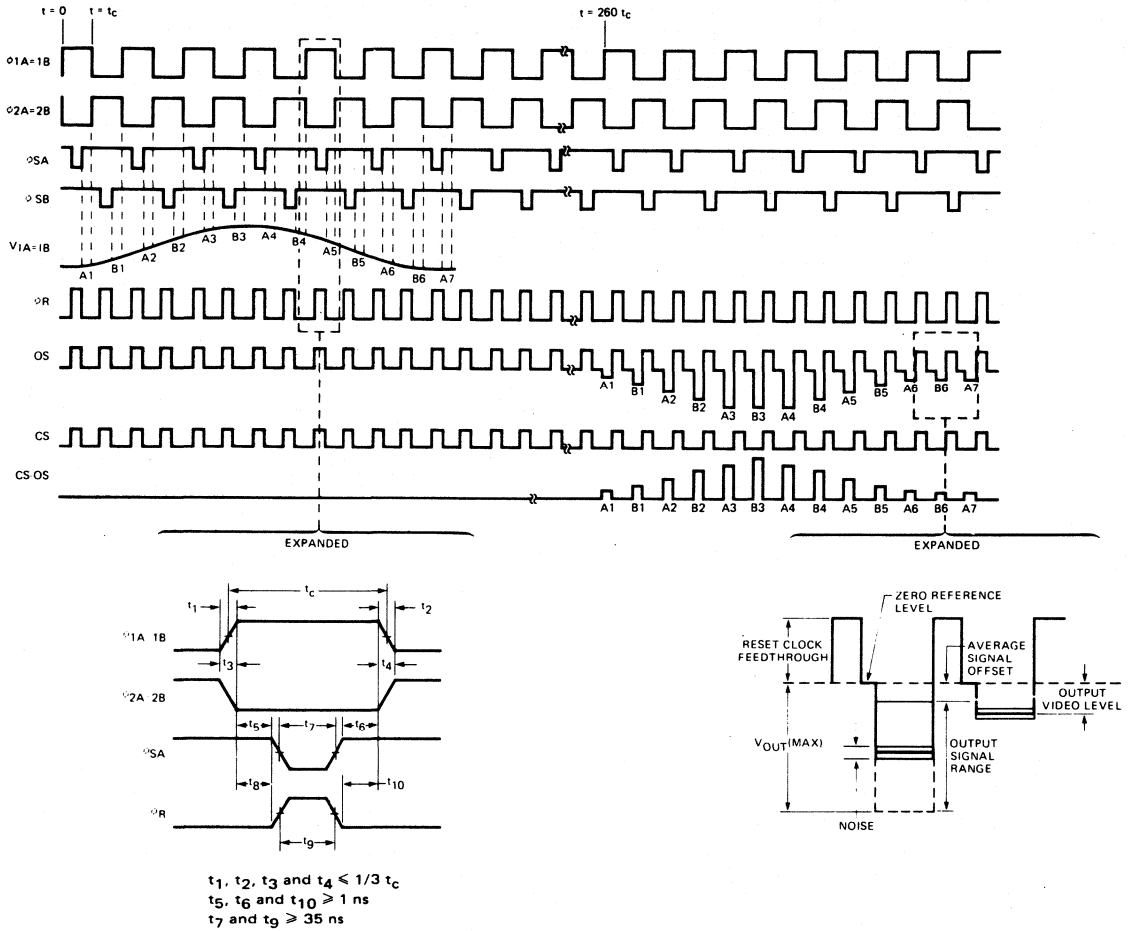 t = 0
t = tc
t = 260 tc
φ1A=1B
φ2A=2B
φSA
φSB
V1A=1B
A1 B1 A2 B2 A3 B3 A4 B4 A5 B5 A6 B6 A7
φR
OS
A1 B1 A2 B2 A3 B3 A4 B4 A5 B5 A6 B6 A7
CS
CS-OS
A1 B1 A2 B2 A3 B3 A4 B4 A5 B5 A6 B6 A7
EXPANDED
EXPANDED
tc
t1
t2
φ1A 1B
t3
t4
φ2A 2B
t5
t7
t6
φSA
t8
t10
φR
t9
t1, t2, t3 and t4 ⩽ 1/3 tc
t5, t6 and t10 ⩾ 1 ns
t7 and t9 ⩾ 35 ns
ZERO REFERENCE
LEVEL
RESET CLOCK
FEEDTHROUGH
AVERAGE
SIGNAL
OFFSET
OUTPUT
VIDEO LEVEL
VOUT(MAX)
OUTPUT
SIGNAL
RANGE
NOISE